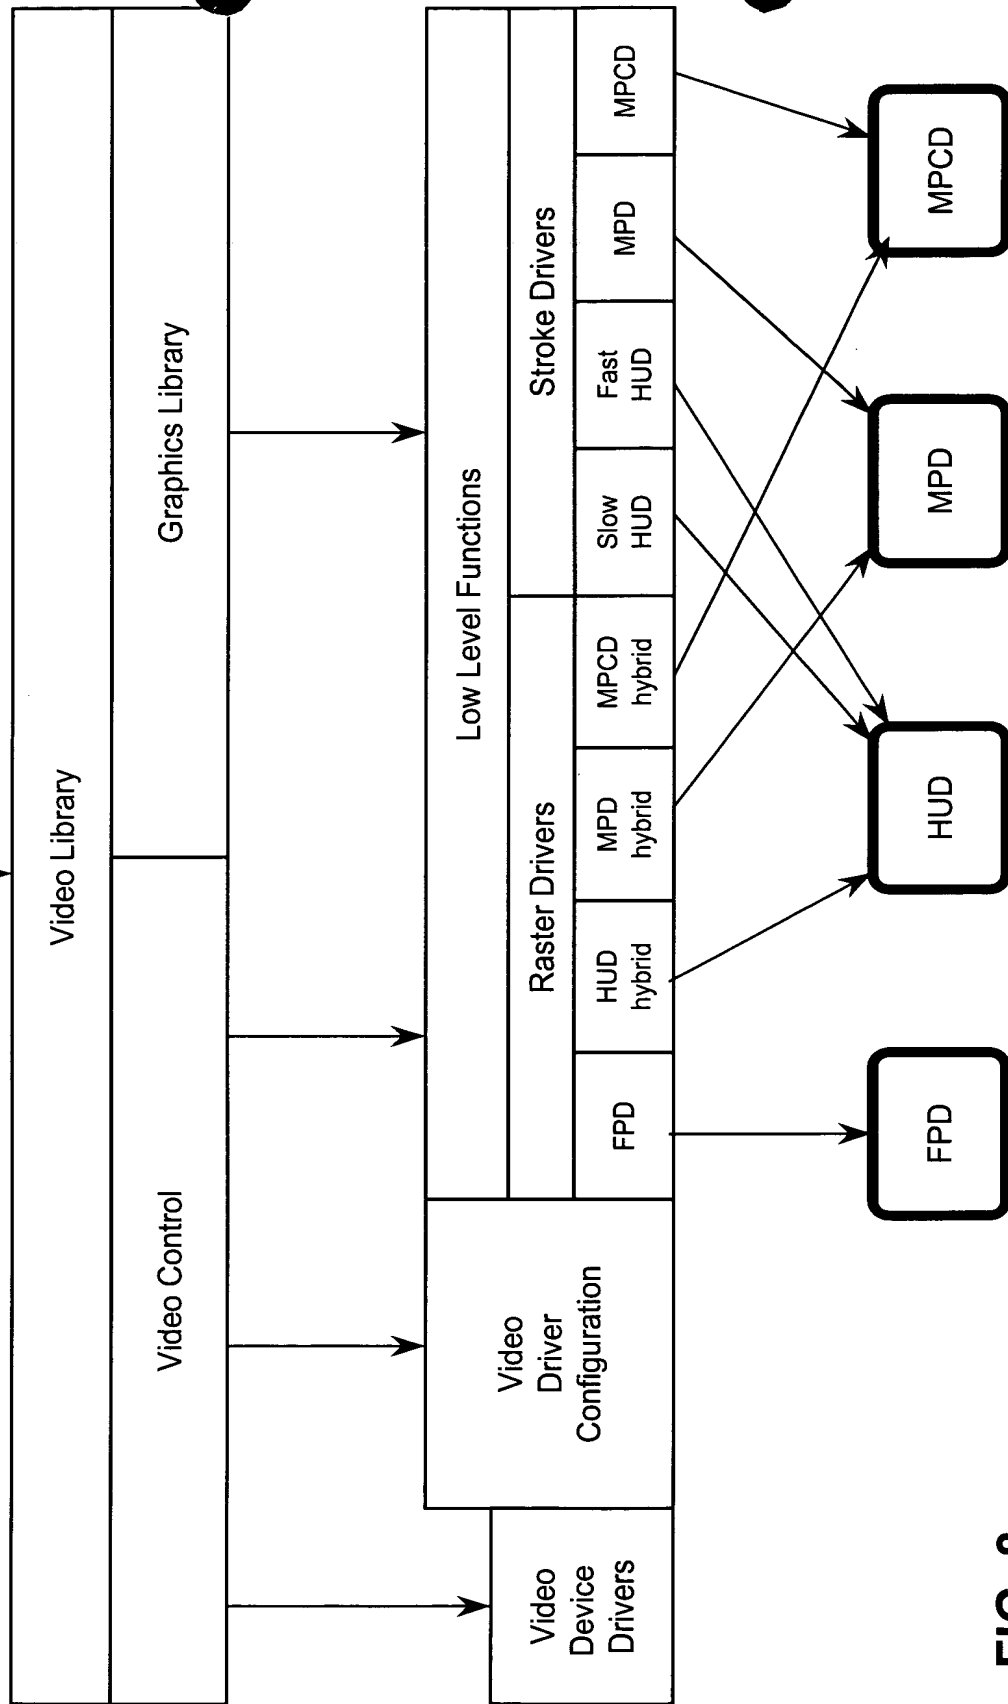 Video Library
Video Control
Graphics Library
Low Level Functions
Video
Driver
Configuration
Video
Device
Drivers
Raster Drivers
Stroke Drivers
FPD
HUD
hybrid
MPD
hybrid
MPCD
hybrid
Slow
HUD
Fast
HUD
MPD
MPCD
FPD
HUD
MPD
MPCD
FIG.